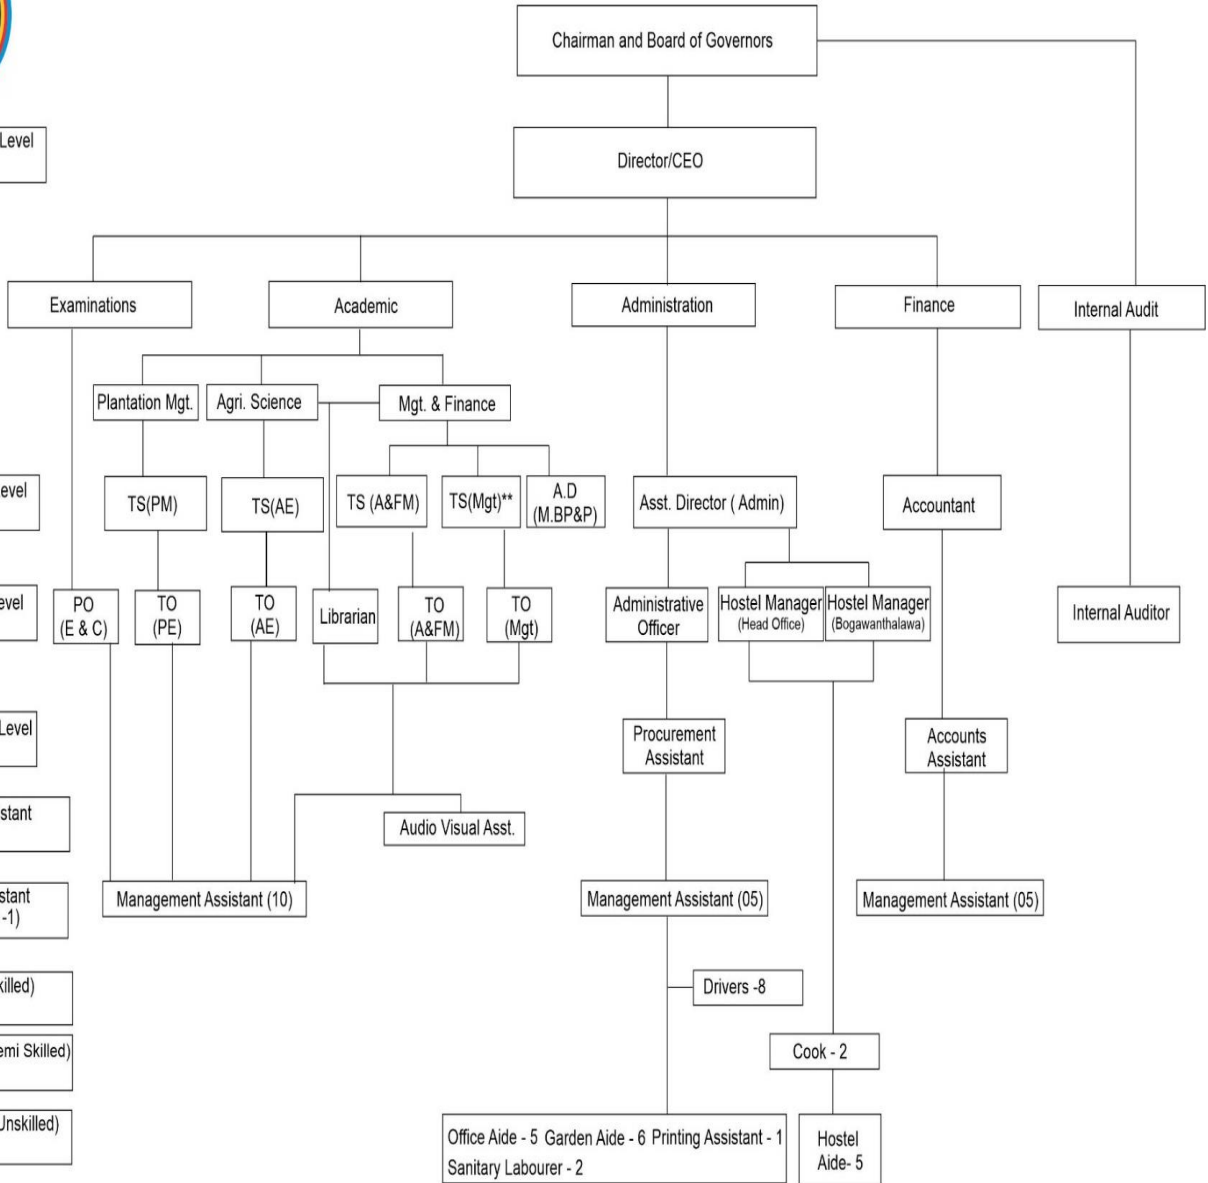 Chairman and Board of Governors
Level
Director/CEO
Examinations
Academic
Administration
Finance
Internal Audit
Plantation Mgt.
Agri. Science
Mgt. & Finance
evel
TS(PM)
TS(AE)
TS (A&FM)
TS(Mgt)**
A.D
(M.BP&P)
Asst. Director ( Admin)
Accountant
evel
PO
(E & C)
TO
(PE)
TO
(AE)
Librarian
TO
(A&FM)
TO
(Mgt)
Administrative
Officer
Hostel Manager
(Head Office)
Hostel Manager
(Bogawanthalawa)
Internal Auditor
Level
Procurement
Assistant
Accounts
Assistant
stant
Audio Visual Asst.
stant
-1)
Management Assistant (10)
Management Assistant (05)
Management Assistant (05)
killed)
Drivers -8
emi Skilled)
Cook - 2
Unskilled)
Office Aide - 5 Garden Aide - 6 Printing Assistant - 1
Sanitary Labourer - 2
Hostel
Aide- 5